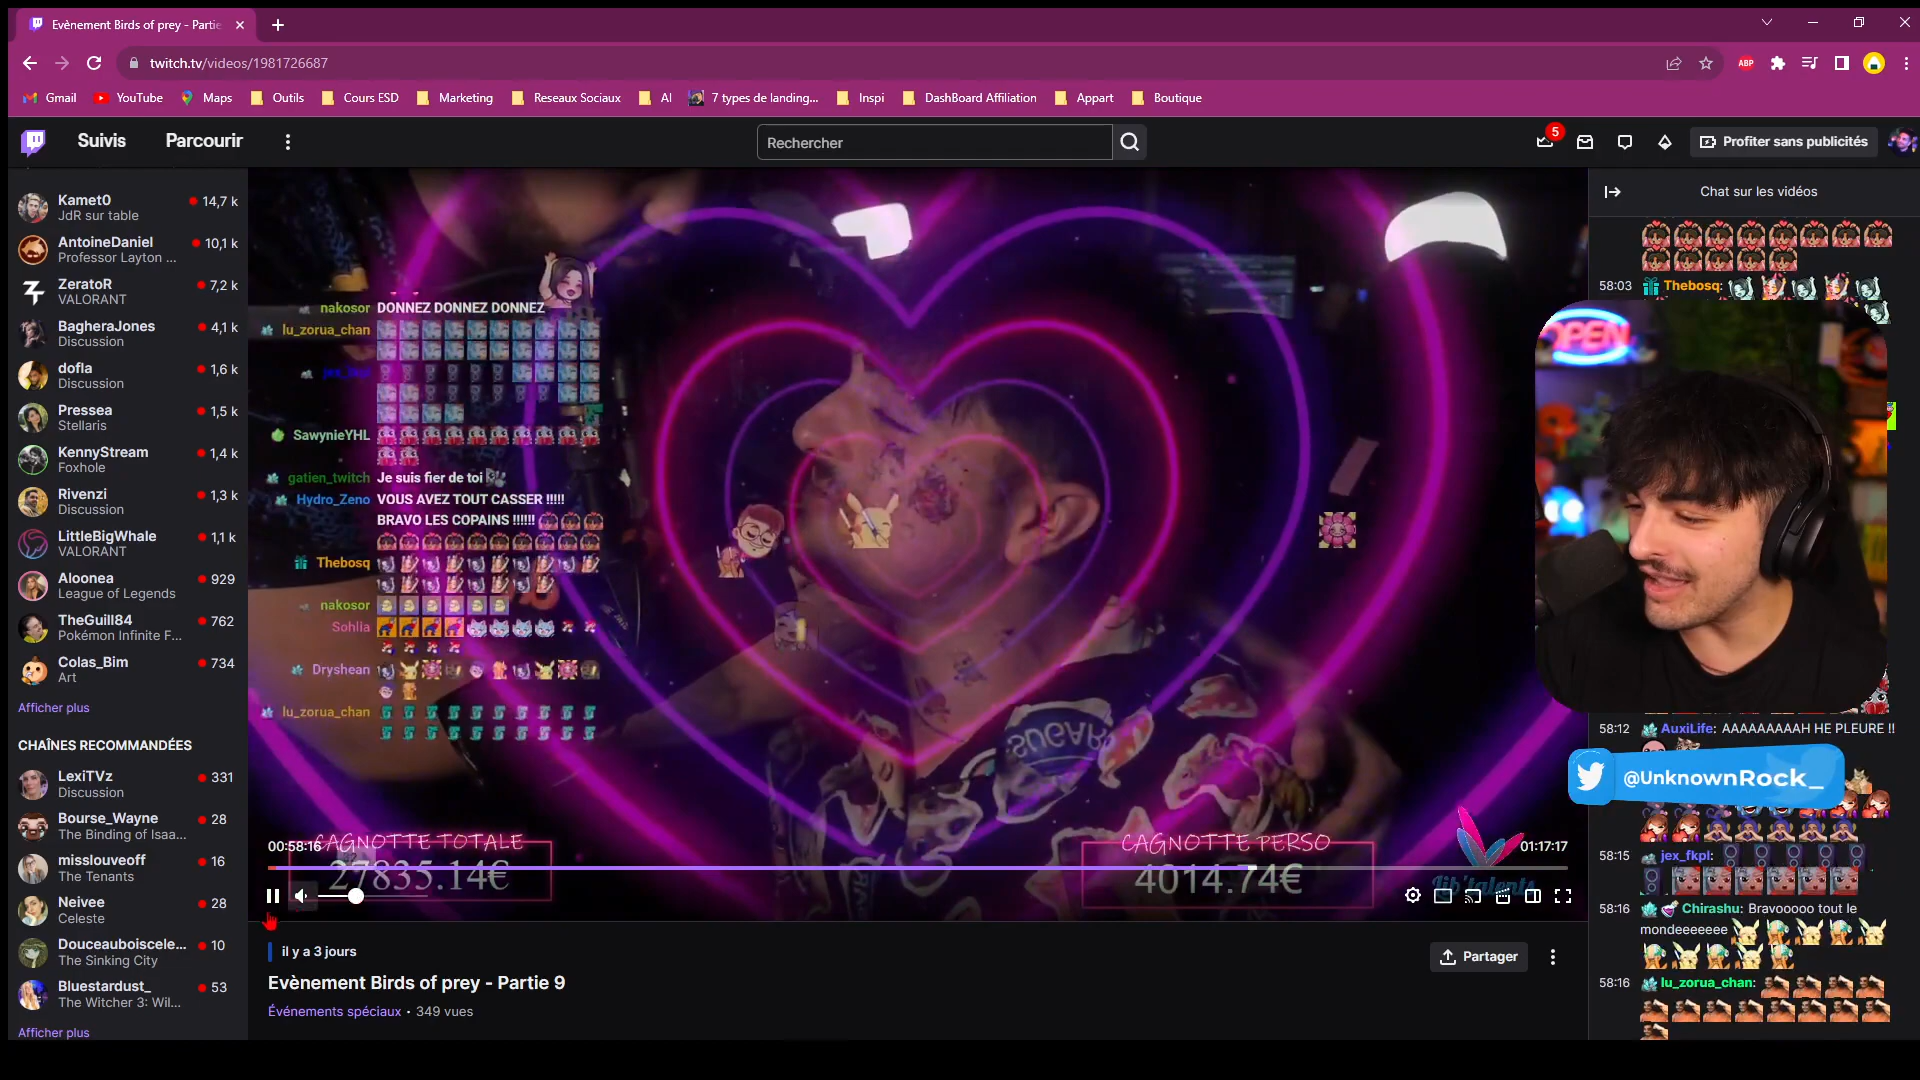 Evènement Birds of prey - Partie
twitch.tv/videos/1981726687
ABP
Gmail
YouTube
Maps
Outils
Cours ESD
Marketing
Reseaux Sociaux
AI
7 types de landing...
Inspi
DashBoard Affiliation
Appart
Boutique
Suivis
Parcourir
Rechercher
5
Profiter sans publicités
Kamet0
14,7 k
JdR sur table
AntoineDaniel
10,1 k
Professor Layton ...
ZeratoR
7,2 k
VALORANT
BagheraJones
4,1 k
Discussion
dofla
1,6 k
Discussion
Pressea
1,5 k
Stellaris
KennyStream
1,4 k
Foxhole
Rivenzi
1,3 k
Discussion
LittleBigWhale
1,1 k
VALORANT
Aloonea
929
League of Legends
TheGuill84
762
Pokémon Infinite F...
Colas_Bim
734
Art
Afficher plus
CHAÎNES RECOMMANDÉES
LexiTVz
331
Discussion
Bourse_Wayne
28
The Binding of Isaa...
misslouveoff
16
The Tenants
Neivee
28
Celeste
Douceauboiscele...
10
The Sinking City
Bluestardust_
53
The Witcher 3: Wil...
Afficher plus
nakosor DONNEZ DONNEZ DONNEZ
lu_zorua_chan
jex_fkpl
SawynieYHL
gatien_twitch Je suis fier de toi
Hydro_Zeno VOUS AVEZ TOUT CASSER !!!!!
BRAVO LES COPAINS !!!!!!
Thebosq
nakosor
Sohlia
Dryshean
lu_zorua_chan
SUGAR
CAGNOTTE TOTALE
27835.14€
CAGNOTTE PERSO
4014.74€
lib'talents
00:58:16
01:17:17
il y a 3 jours
Evènement Birds of prey - Partie 9
Événements spéciaux • 349 vues
Partager
Chat sur les vidéos
58:03 Thebosq:
OPEN
58:12 AuxiLife: AAAAAAAAAH HE PLEURE !!
@UnknownRock_
58:15 jex_fkpl:
58:16 Chirashu: Bravooooo tout le
mondeeeeeee
58:16 lu_zorua_chan: